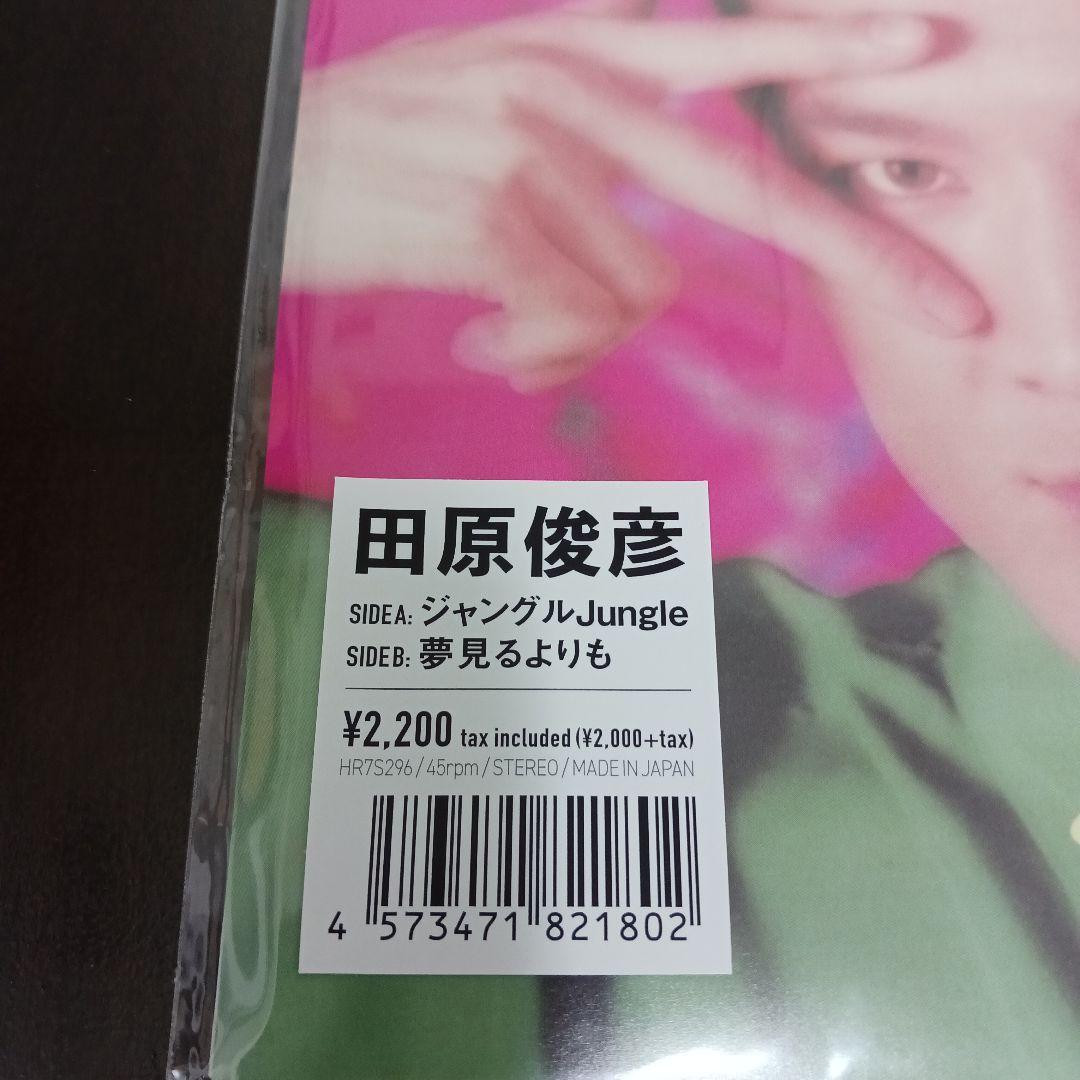 田原俊彦
SIDEA: ジャングルJungle
SIDEB: 夢見るよりも
¥2,200 tax included (¥2,000+tax)
HR7S296/45rpm/STEREO/MADE IN JAPAN
4 573471 821802